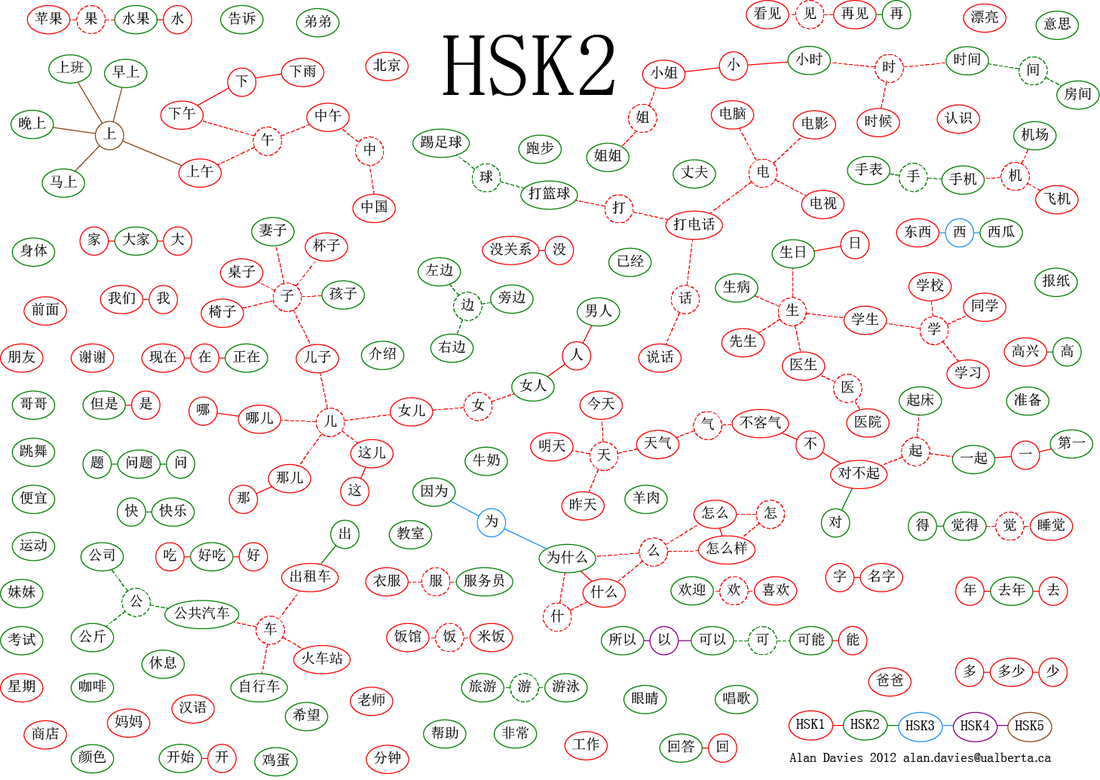 苹果 果 水果 水
告诉
弟弟
看见 见 再见 再
漂亮
意思
HSK2
上班
早上
下
下雨
北京
小姐
小
小时
时
时间
间
房间
晚上
上
下午
午
中午
中
姐
姐姐
电脑
电影
时候
认识
机场
马上
上午
中国
踢足球
球
跑步
打篮球
打
丈夫
电
打电话
电视
手表 手 手机 机
飞机
身体
家 大家 大
妻子
杯子
桌子
子
孩子
椅子
左边
边
旁边
右边
没关系 没
已经
生日
日
东西 西 西瓜
前面
我们 我
男人
话
说话
生病
生
先生
学生
学校
学
同学
学习
报纸
朋友
谢谢
现在 在 正在
儿子
介绍
人
女人
医生
医
医院
高兴 高
哥哥
但是 是
哪
哪儿
儿
女儿
女
今天
明天
天
天气
气
不客气
不
起床
准备
跳舞
题 问题 问
那儿
那
这儿
这
牛奶
昨天
羊肉
对不起
起
一起
一
第一
便宜
快 快乐
因为
为
对
怎么
怎
得 觉得 觉 睡觉
运动
公司
吃 好吃 好
出
教室
为什么
么
怎么样
妹妹
公
公斤
公共汽车
出租车
衣服 服 服务员
什么
什
欢迎 欢 喜欢
字 名字
年 去年 去
考试
车
火车站
自行车
饭馆 饭 米饭
所以 以 可以 可 可能 能
休息
星期
咖啡
汉语
希望
老师
旅游 游 游泳
眼睛
唱歌
爸爸
多 多少 少
商店
妈妈
颜色
开始 开
鸡蛋
分钟
帮助
非常
工作
回答 回
HSK1 HSK2 HSK3 HSK4 HSK5
Alan Davies 2012 alan.davies@ualberta.ca